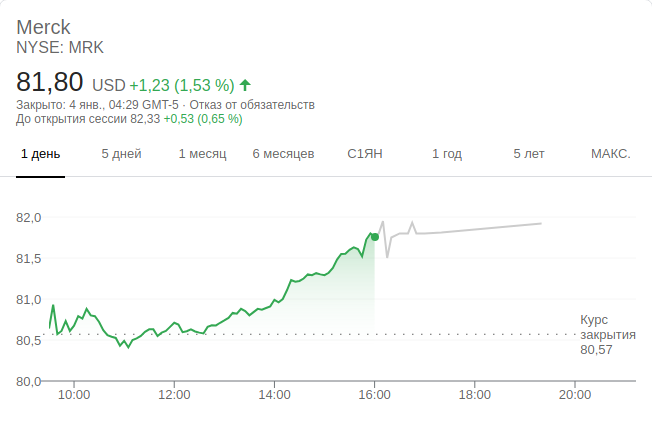 Merck
NYSE: MRK
81,80 USD +1,23 (1,53 %)
Закрыто: 4 янв., 04:29 GMT-5 · Отказ от обязательств
До открытия сессии 82,33 +0,53 (0,65 %)
1 день 5 дней 1 месяц 6 месяцев С1ЯН 1 год 5 лет МАКС.
82,0
81,5
81,0
80,5
80,0
Курс
закрытия
80,57
10:00 12:00 14:00 16:00 18:00 20:00